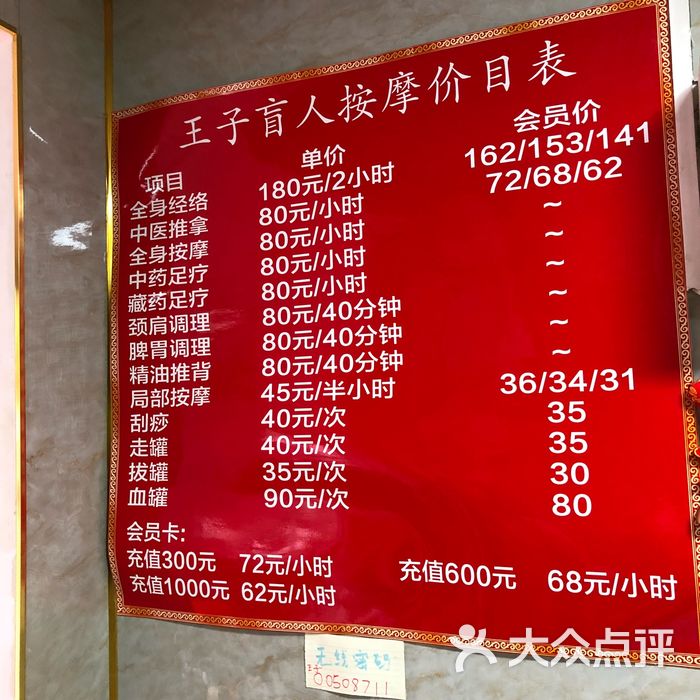 王子盲人按摩价目表
项目 单价 会员价
全身经络 180元/2小时 162/153/141
中医推拿 80元/小时 72/68/62
全身按摩 80元/小时 ~
中药足疗 80元/小时 ~
藏药足疗 80元/小时 ~
颈肩调理 80元/40分钟 ~
脾胃调理 80元/40分钟 ~
精油推背 80元/40分钟 ~
局部按摩 45元/半小时 36/34/31
刮痧 40元/次 35
走罐 40元/次 35
拔罐 35元/次 30
血罐 90元/次 80
会员卡:
充值300元 72元/小时 充值600元 68元/小时
充值1000元 62元/小时
无线密码
00508711
大众点评